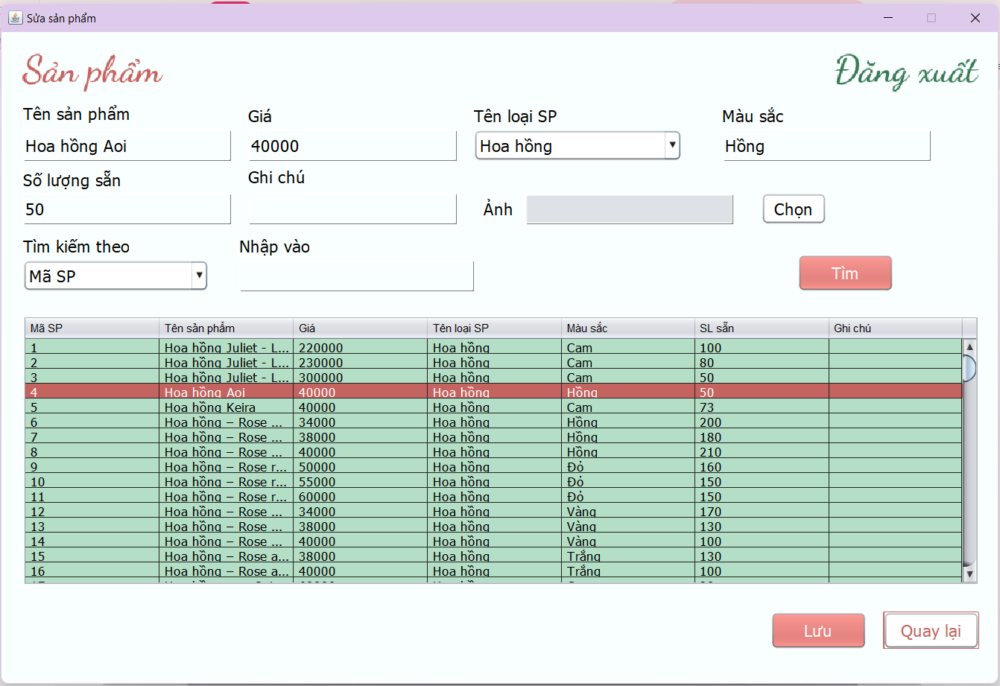 Sửa sản phẩm
Sản phẩm Đăng xuất
Tên sản phẩm Giá Tên loại SP Màu sắc
Hoa hồng Aoi 40000 Hoa hồng Hồng
Số lượng sẵn Ghi chú
50 Ảnh Chọn
Tìm kiếm theo Nhập vào
Mã SP Tìm
Mã SP Tên sản phẩm Giá Tên loại SP Màu sắc SL sẵn Ghi chú
1 Hoa hồng Juliet - L... 220000 Hoa hồng Cam 100
2 Hoa hồng Juliet - L... 230000 Hoa hồng Cam 80
3 Hoa hồng Juliet - L... 300000 Hoa hồng Cam 50
4 Hoa hồng Aoi 40000 Hoa hồng Hồng 50
5 Hoa hồng Keira 40000 Hoa hồng Cam 73
6 Hoa hồng – Rose ... 34000 Hoa hồng Hồng 200
7 Hoa hồng – Rose ... 38000 Hoa hồng Hồng 180
8 Hoa hồng – Rose ... 40000 Hoa hồng Hồng 210
9 Hoa hồng – Rose r... 50000 Hoa hồng Đỏ 160
10 Hoa hồng – Rose r... 55000 Hoa hồng Đỏ 150
11 Hoa hồng – Rose r... 60000 Hoa hồng Đỏ 150
12 Hoa hồng – Rose ... 34000 Hoa hồng Vàng 170
13 Hoa hồng – Rose ... 38000 Hoa hồng Vàng 130
14 Hoa hồng – Rose ... 40000 Hoa hồng Vàng 100
15 Hoa hồng – Rose a... 38000 Hoa hồng Trắng 130
16 Hoa hồng – Rose a... 40000 Hoa hồng Trắng 100
Lưu Quay lại